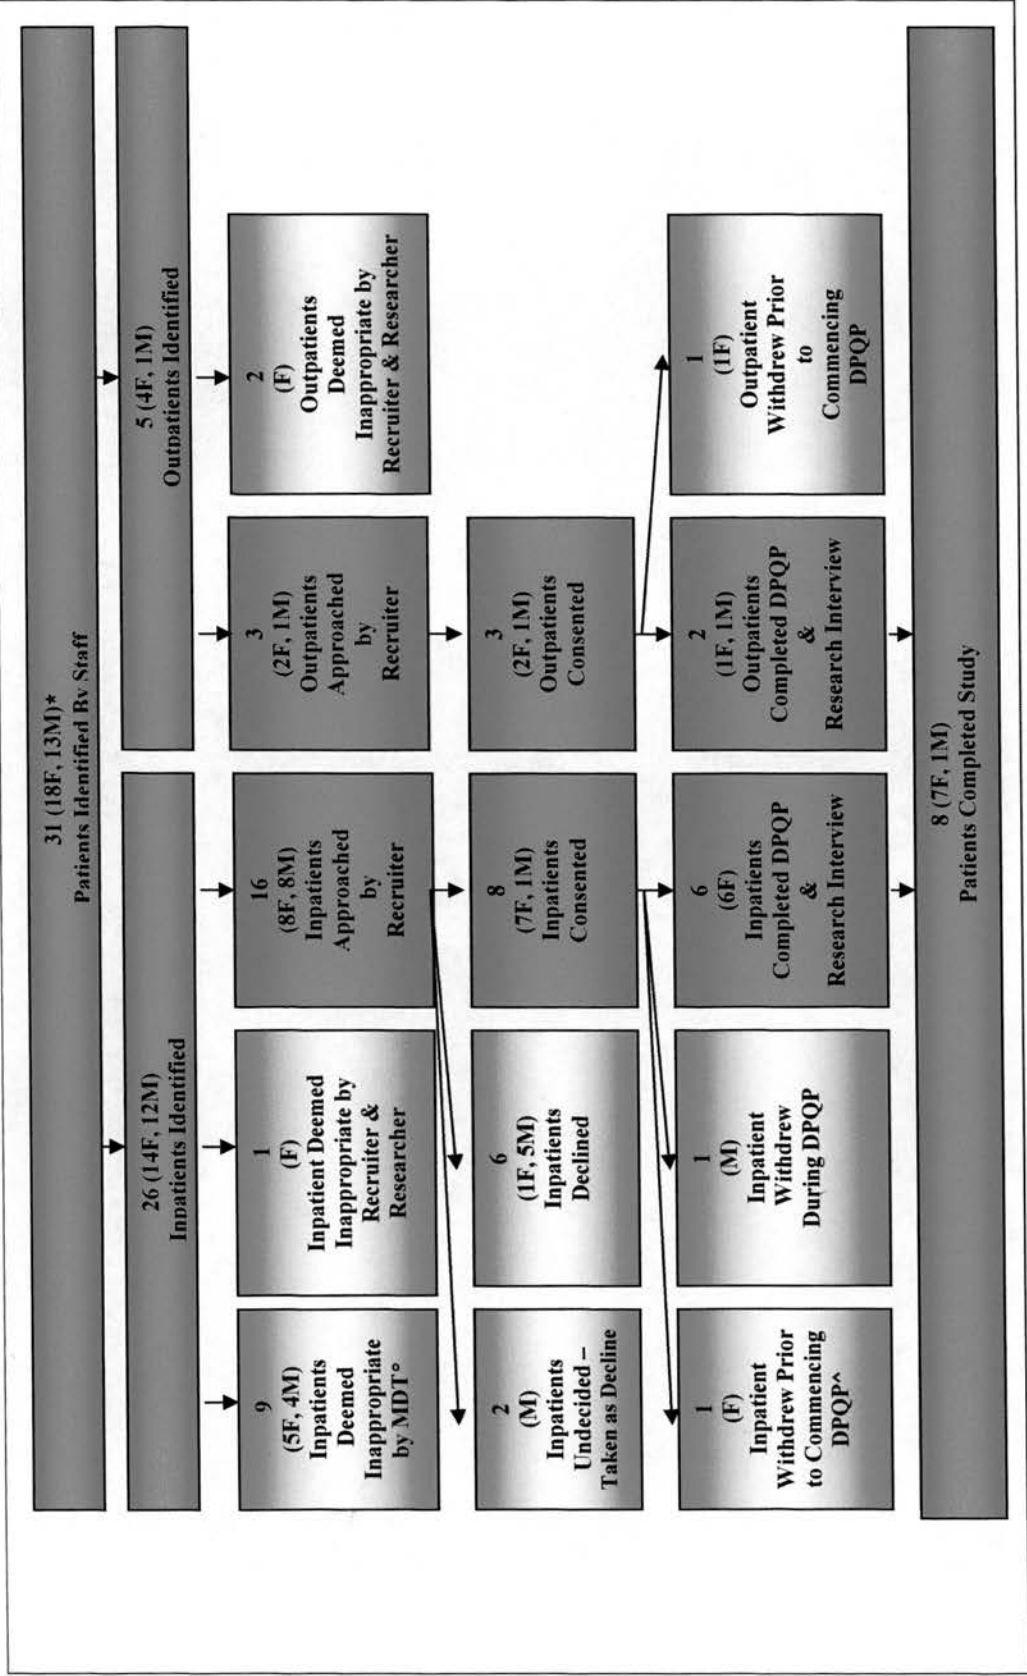 31 (18F, 13M)*
Patients Identified By Staff
26 (14F, 12M)
Inpatients Identified
5 (4F, 1M)
Outpatients Identified
9
(5F, 4M)
Inpatients
Deemed
Inappropriate
by MDT°
1
(F)
Inpatient Deemed
Inappropriate by
Recruiter &
Researcher
16
(8F, 8M)
Inpatients
Approached
by
Recruiter
3
(2F, 1M)
Outpatients
Approached
by
Recruiter
2
(F)
Outpatients
Deemed
Inappropriate by
Recruiter & Researcher
2
(M)
Inpatients
Undecided –
Taken as Decline
6
(1F, 5M)
Inpatients
Declined
8
(7F, 1M)
Inpatients
Consented
3
(2F, 1M)
Outpatients
Consented
1
(F)
Inpatient
Withdrew Prior
to Commencing
DPQP^
1
(M)
Inpatient
Withdrew
During DPQP
6
(6F)
Inpatients
Completed DPQP
&
Research Interview
2
(1F, 1M)
Outpatients
Completed DPQP
&
Research Interview
1
(1F)
Outpatient
Withdrew Prior
to
Commencing
DPQP
8 (7F, 1M)
Patients Completed Study